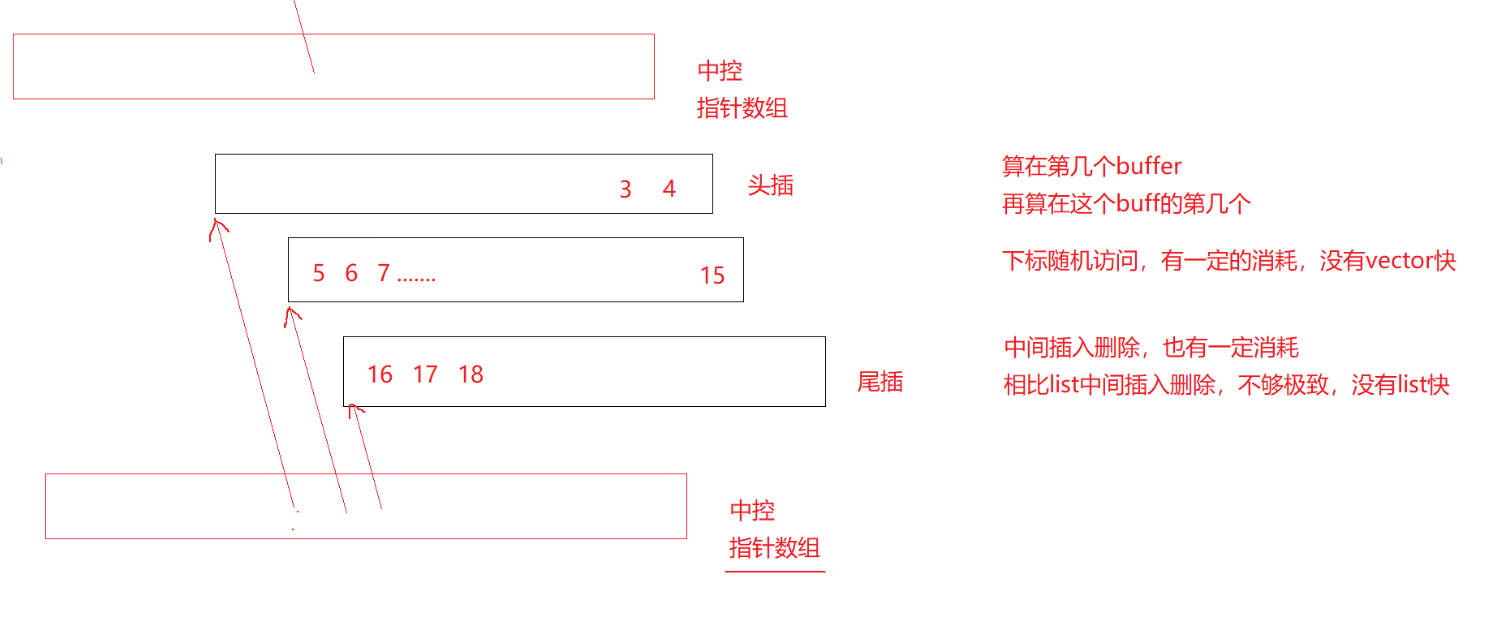 中控
指针数组
3 4 头插
算在第几个buffer
再算在这个buff的第几个
5 6 7 ....... 15
下标随机访问，有一定的消耗，没有vector快
16 17 18 尾插
中间插入删除，也有一定消耗
相比list中间插入删除，不够极致，没有list快
中控
指针数组